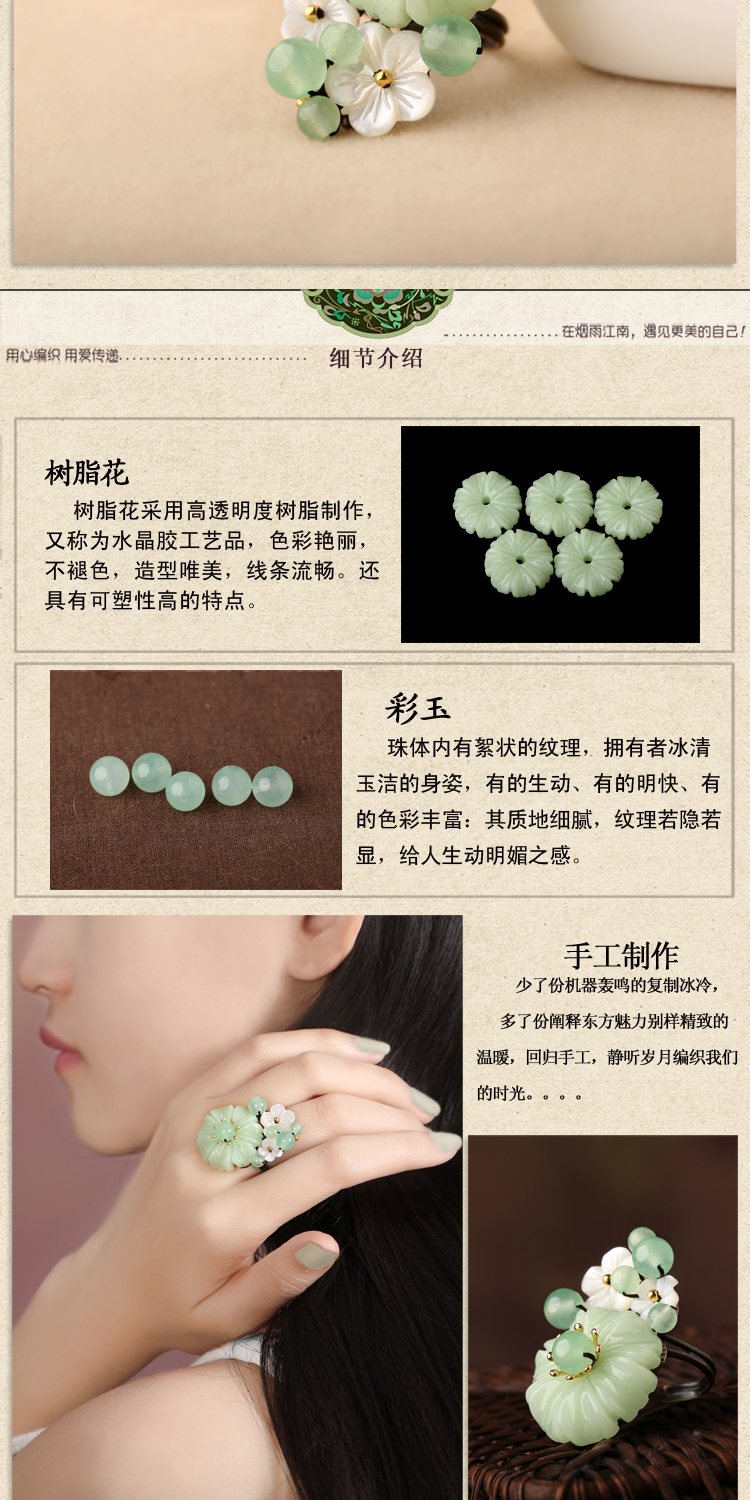 在烟雨江南，遇见更美的自己！
用心编织 用爱传递
细节介绍
树脂花
树脂花采用高透明度树脂制作，
又称为水晶胶工艺品，色彩艳丽，
不褪色，造型唯美，线条流畅。还
具有可塑性高的特点。
彩玉
珠体内有絮状的纹理，拥有者冰清
玉洁的身姿，有的生动、有的明快、有
的色彩丰富：其质地细腻，纹理若隐若
显，给人生动明媚之感。
手工制作
少了份机器轰鸣的复制冰冷，
多了份阐释东方魅力别样精致的
温暖，回归手工，静听岁月编织我们
的时光。。。。